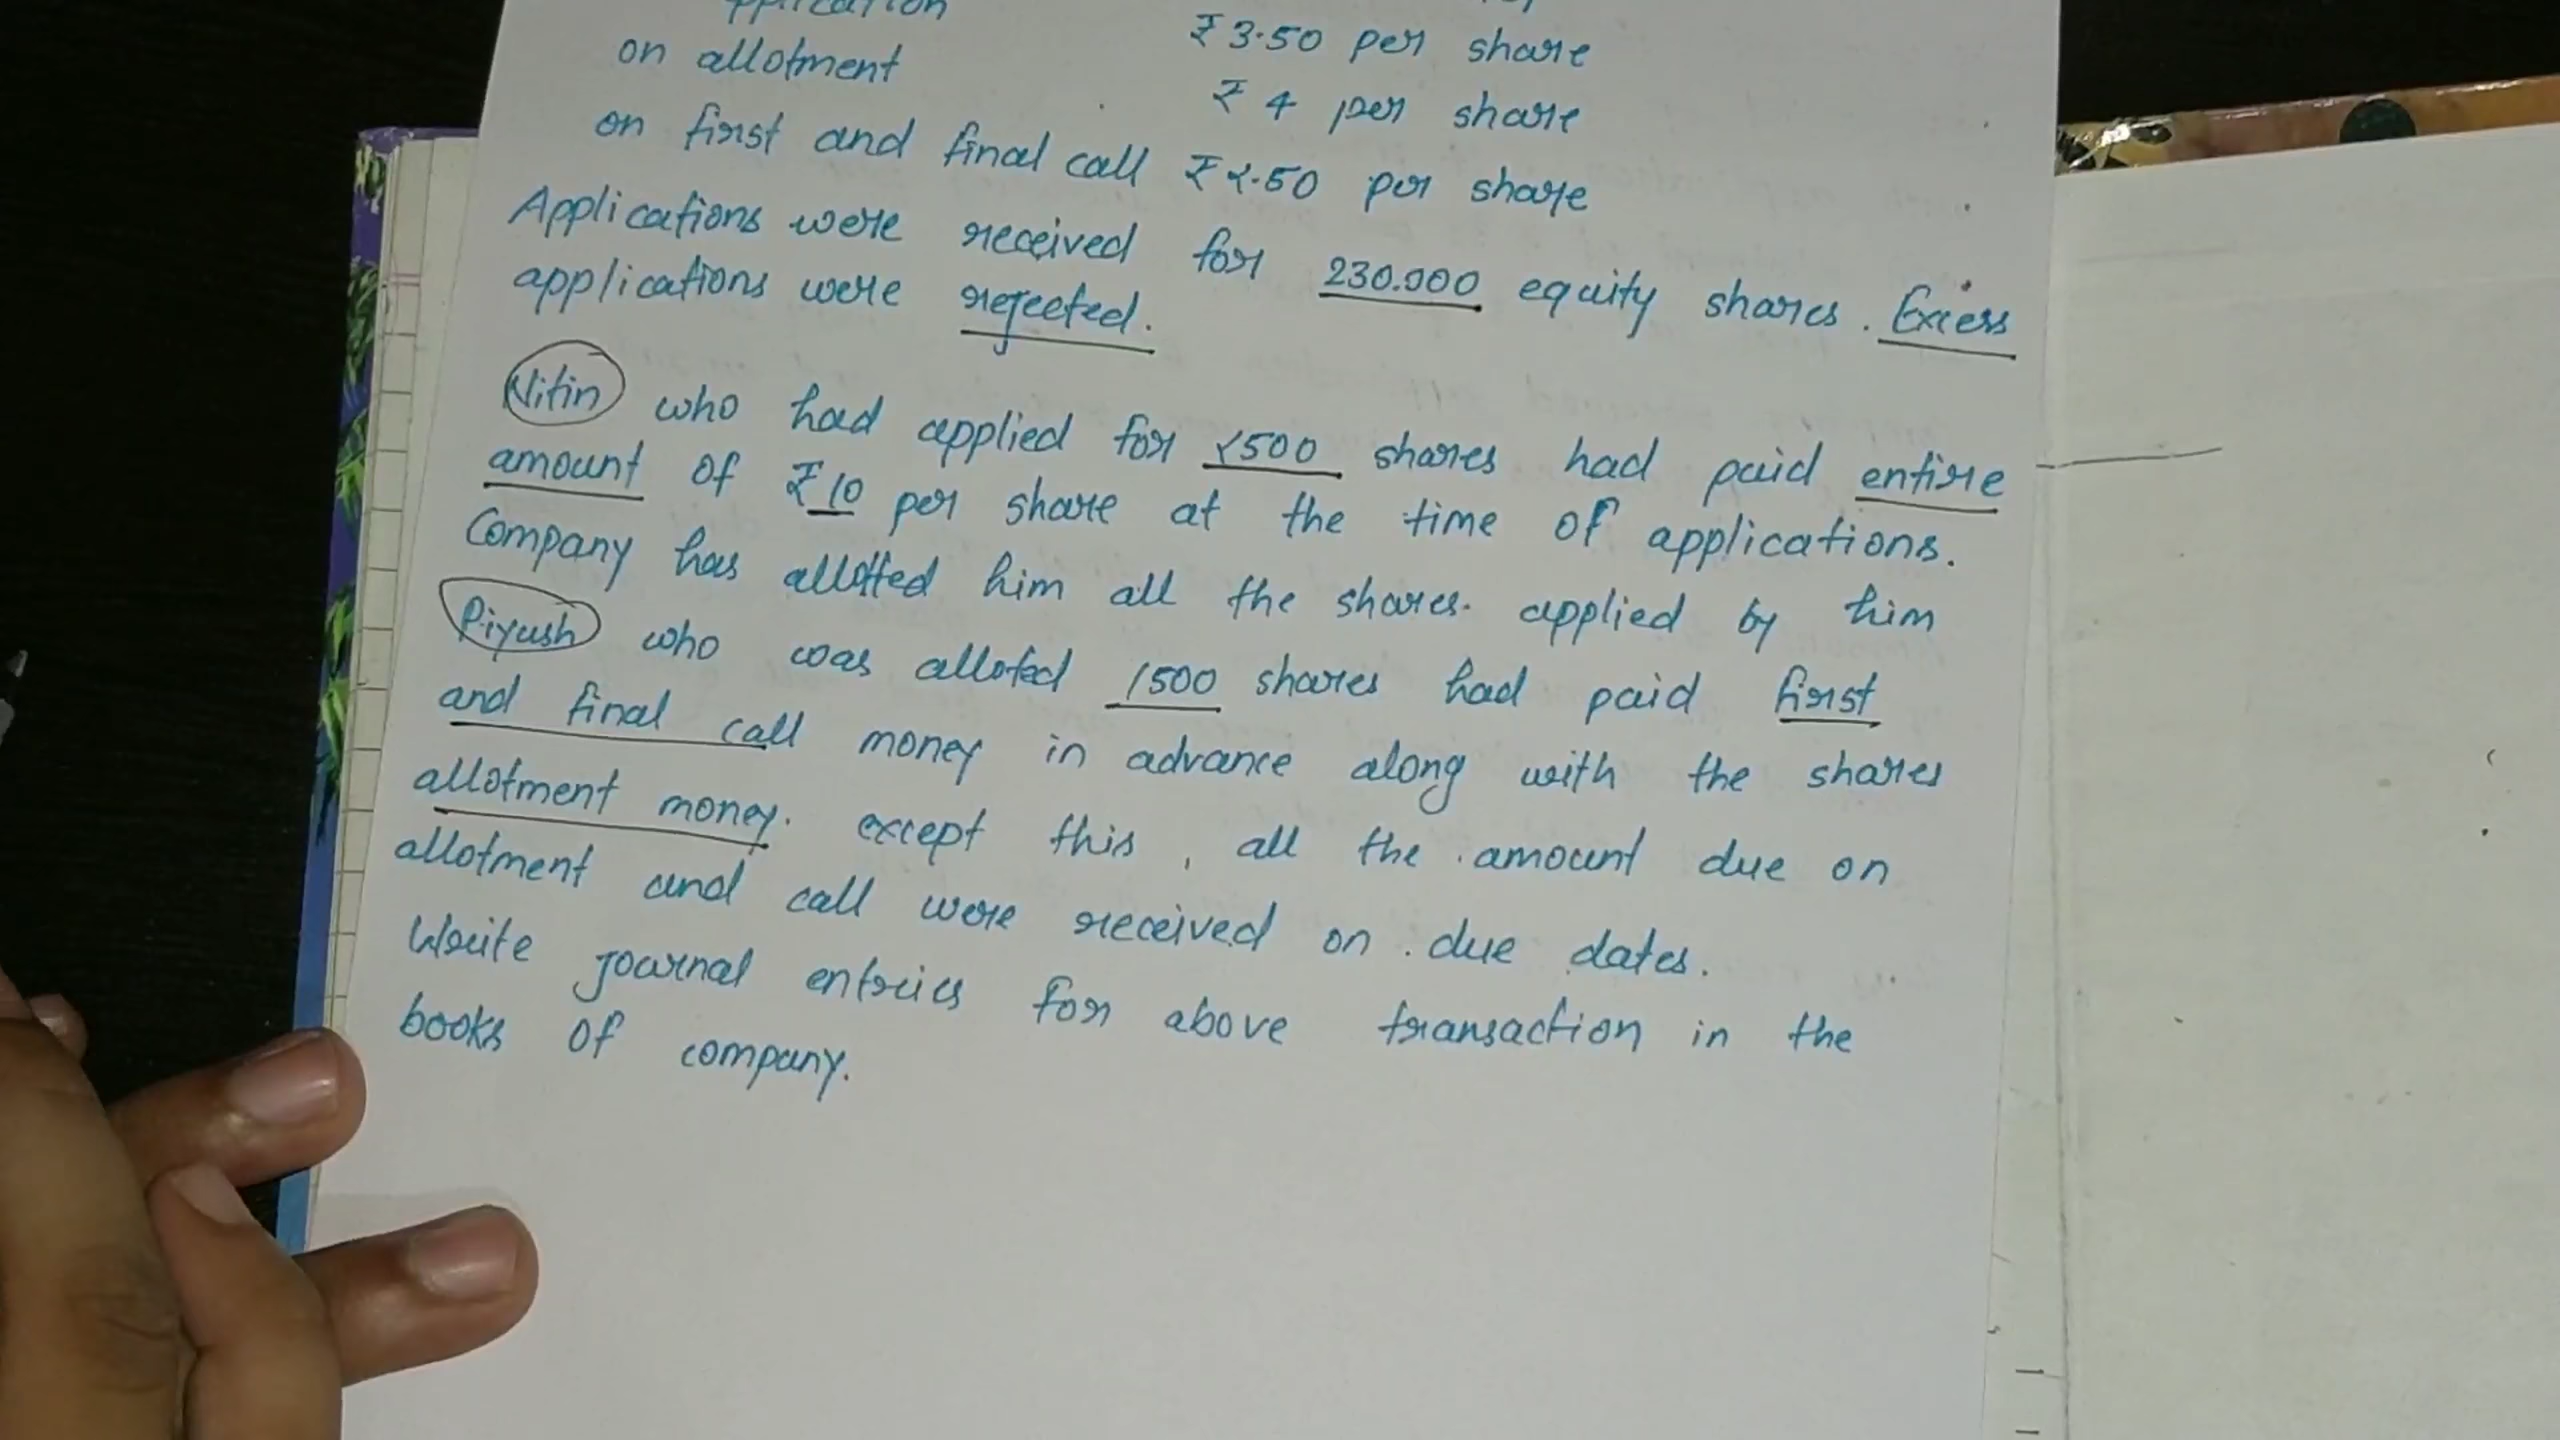 on allotment ₹3.50 per share
on first and final call ₹4 per share
₹2.50 per share
Applications were received for 230.000 equity shares. Excess
applications were rejected.
Nitin who had applied for 2500 shares had paid entire
amount of ₹10 per share at the time of applications.
Company has allotted him all the shares. applied by him
Piyush who was alloted 1500 shares had paid first
and final call money in advance along with the shares
allotment money. except this, all the amount due on
allotment and call were received on due dates.
Write journal entries for above transaction in the
books of company.